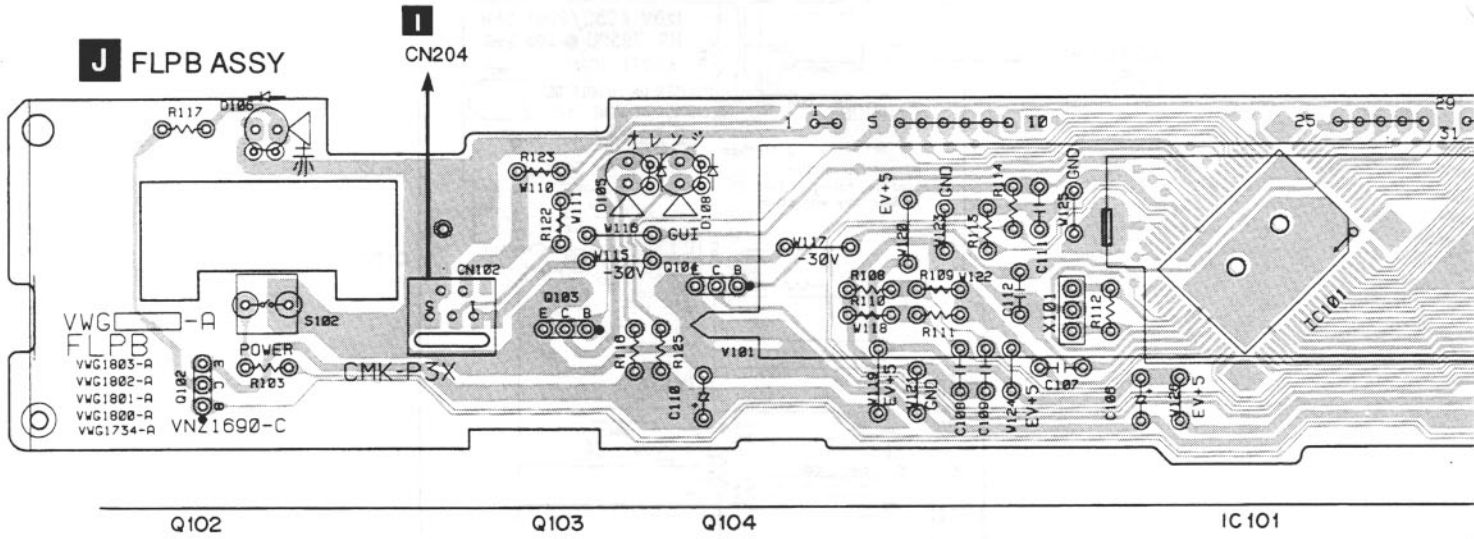 I
J FLPB ASSY
CN204
R117
D106
赤
オレンジ
R123
W110
R122
W111
D105
D108
W116
GUI
W115
-30V
Q104
E C B
CN102
5
1
Q103
E C B
S102
VWG -A
FLPB
VWG1803-A
VWG1802-A
VWG1801-A
VWG1800-A
VWG1734-A
VNZ1690-C
Q102
E
C
B
POWER
R103
CMK-P3X
R116
R125
C110
V101
1
1
5
10
25
29
31
EV+5
W120
GND
W123
R113
R114
C111
W125
GND
W117
-30V
R108
R109
W122
R110
W118
R111
C112
X101
R112
IC101
W119
EV+5
W121
GND
C108
C109
W124
EV+5
C107
C106
W126
EV+5
Q102
Q103
Q104
IC101